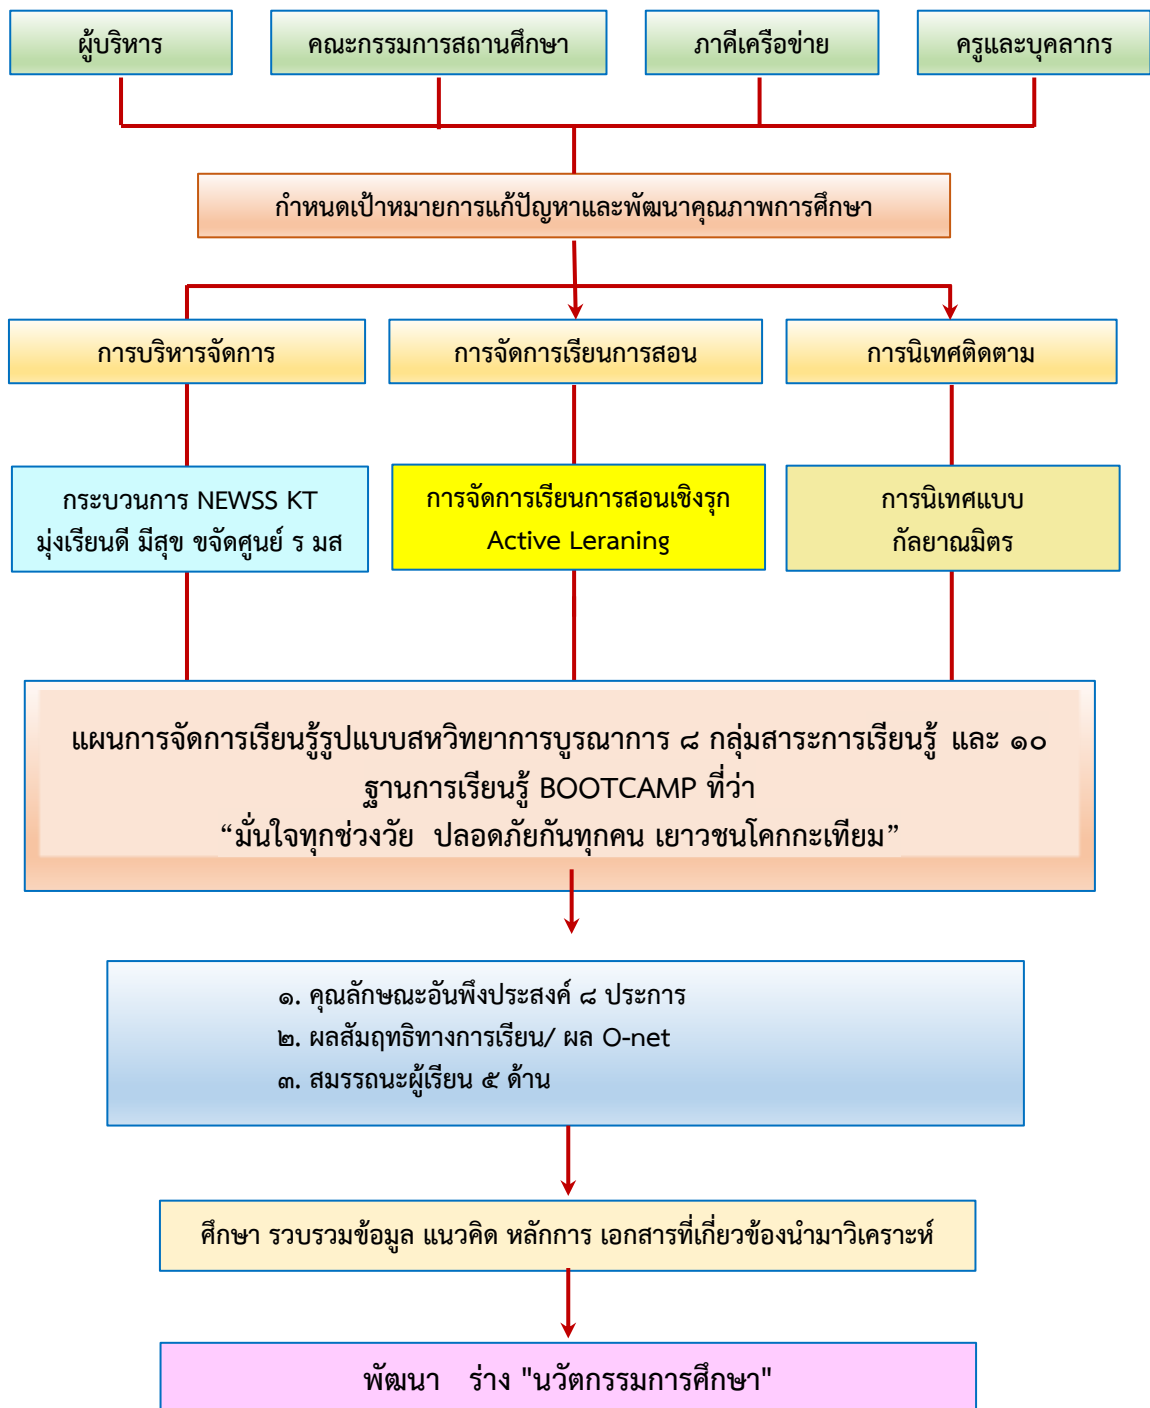 ผู้บริหาร
คณะกรรมการสถานศึกษา
ภาคีเครือข่าย
ครูและบุคลากร
กำหนดเป้าหมายการแก้ปัญหาและพัฒนาคุณภาพการศึกษา
การบริหารจัดการ
การจัดการเรียนการสอน
การนิเทศติดตาม
กระบวนการ NEWSS KT
มุ่งเรียนดี มีสุข ขจัดศูนย์ ร มส
การจัดการเรียนการสอนเชิงรุก
Active Leraning
การนิเทศแบบ
กัลยาณมิตร
แผนการจัดการเรียนรู้รูปแบบสหวิทยาการบูรณาการ ๘ กลุ่มสาระการเรียนรู้ และ ๑๐
ฐานการเรียนรู้ BOOTCAMP ที่ว่า
“มั่นใจทุกช่วงวัย ปลอดภัยกันทุกคน เยาวชนโคกกะเทียม”
๑. คุณลักษณะอันพึงประสงค์ ๘ ประการ
๒. ผลสัมฤทธิทางการเรียน/ ผล O-net
๓. สมรรถนะผู้เรียน ๕ ด้าน
ศึกษา รวบรวมข้อมูล แนวคิด หลักการ เอกสารที่เกี่ยวข้องนำมาวิเคราะห์
พัฒนา ร่าง "นวัตกรรมการศึกษา"